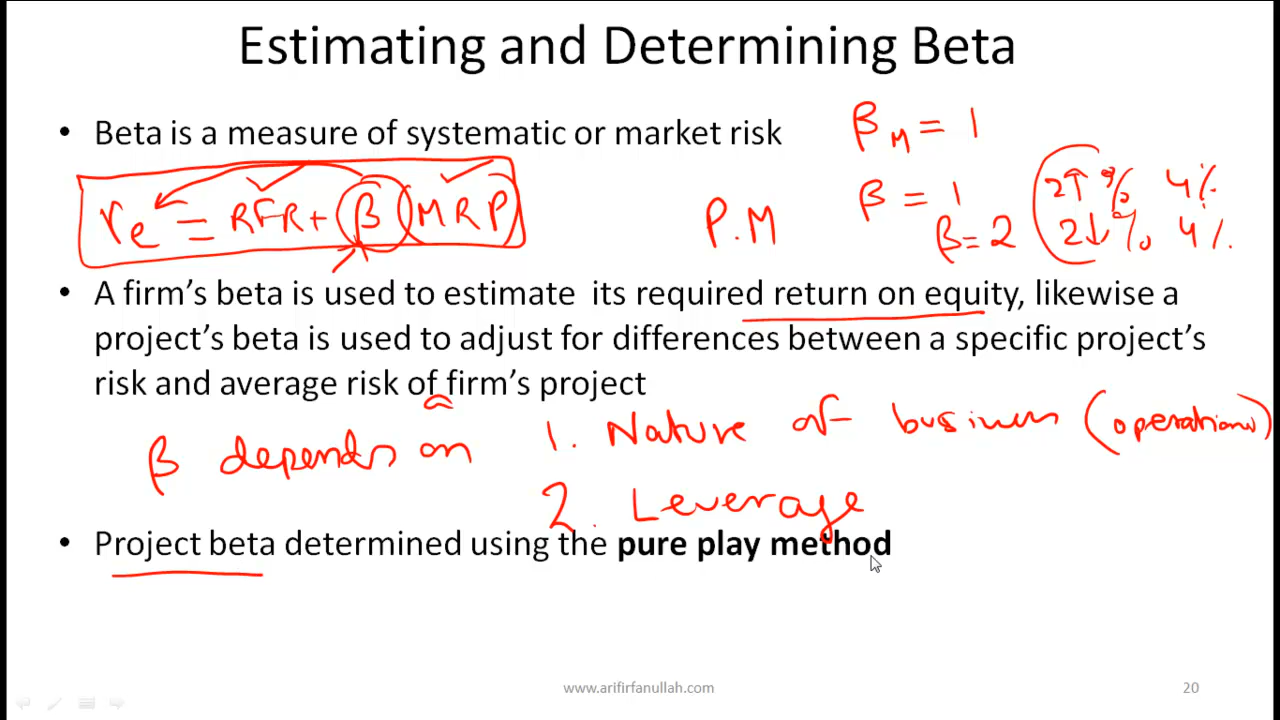 Estimating and Determining Beta
• Beta is a measure of systematic or market risk
βM = 1
re = RFR + β (MRP)
P.M
β = 1
2↑ % 4%
β = 2
2↓ % 4%
• A firm's beta is used to estimate its required return on equity, likewise a
project's beta is used to adjust for differences between a specific project's
risk and average risk of firm's project
β depends on 1. Nature of business (operations)
2. Leverage
• Project beta determined using the pure play method
www.arifirfanullah.com
20